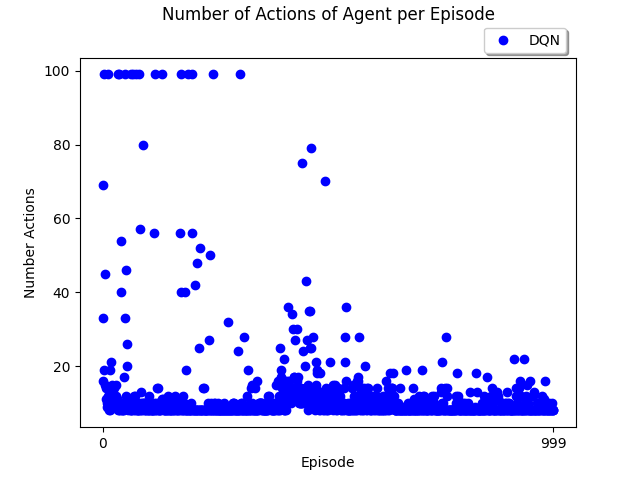 Number of Actions of Agent per Episode
DQN
100
80
60
40
20
Number Actions
0
999
Episode